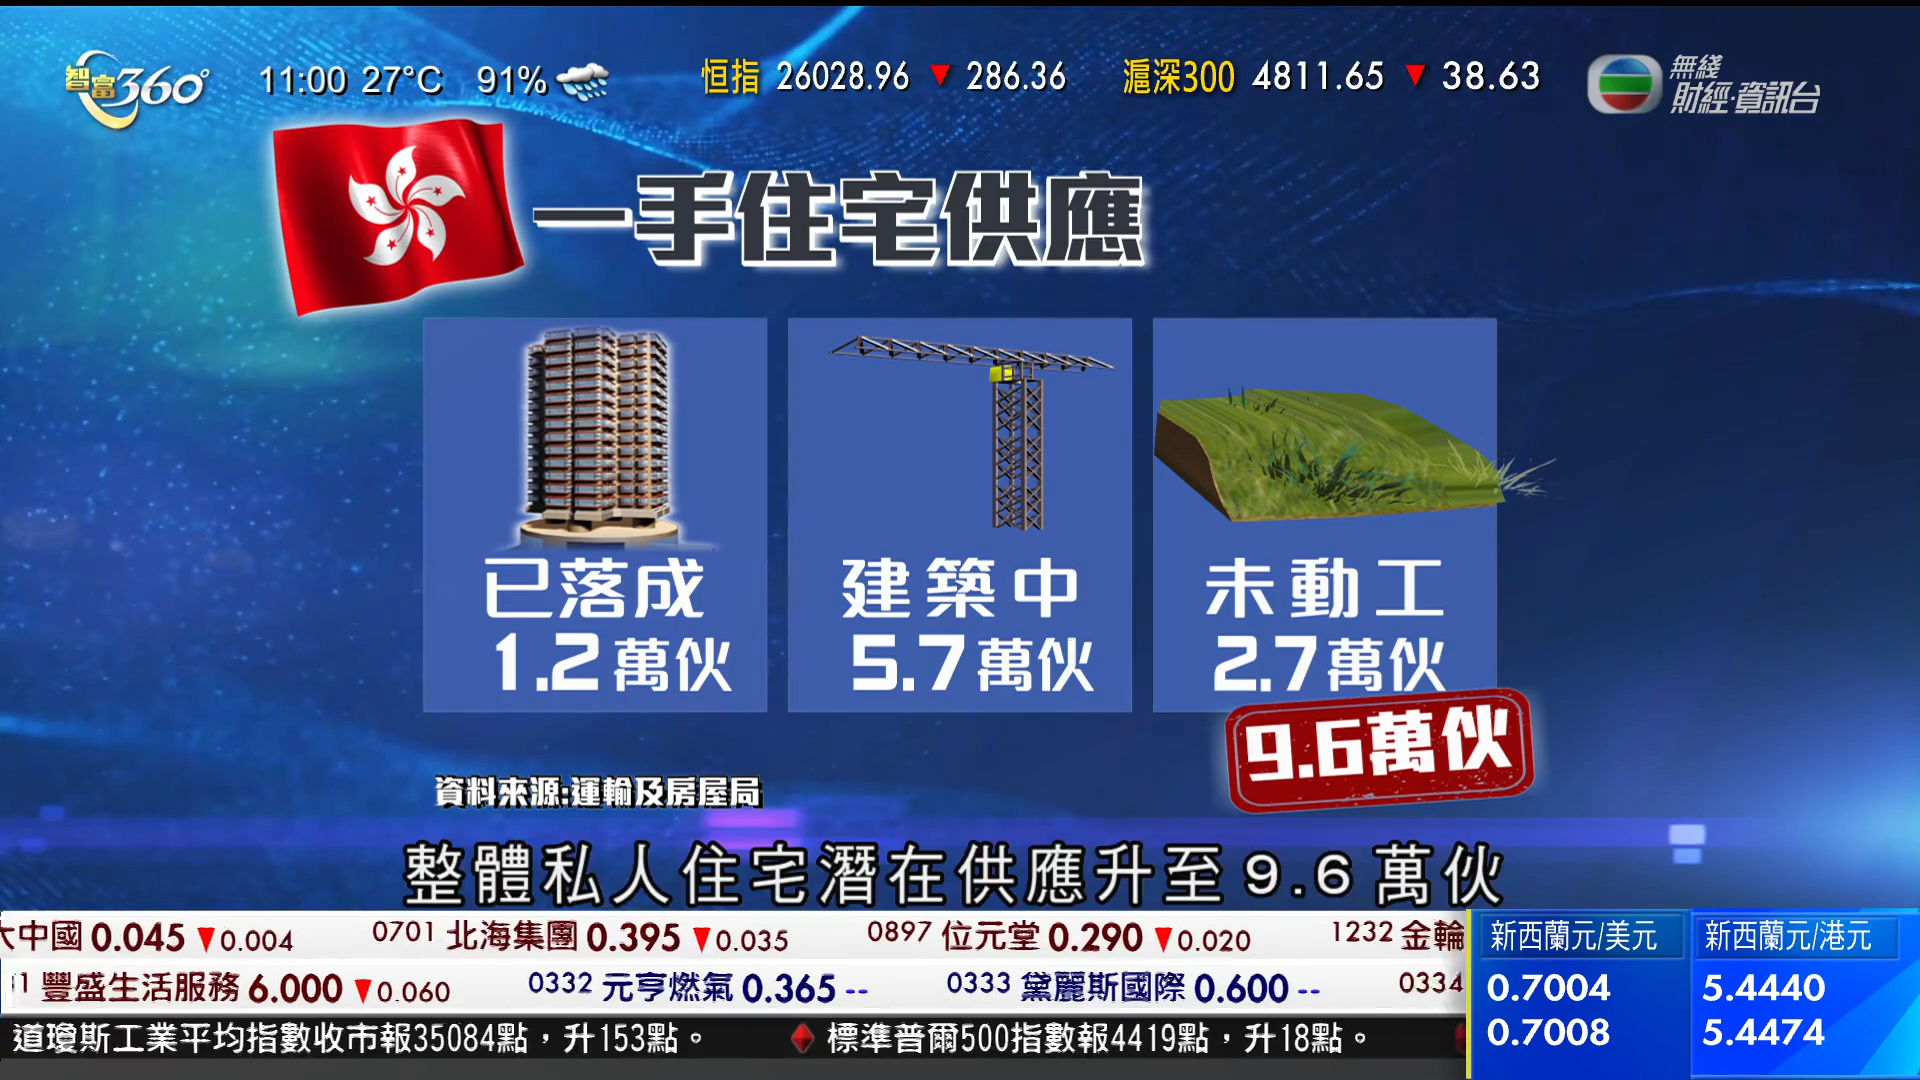 智富360° 11:00 27°C 91% 恒指 26028.96 ▼ 286.36 滬深300 4811.65 ▼ 38.63 無綫
財經·資訊台
一手住宅供應
已落成 建築中 未動工
1.2萬伙 5.7萬伙 2.7萬伙
9.6萬伙
資料來源:運輸及房屋局
整體私人住宅潛在供應升至9.6萬伙
大中國 0.045 ▼0.004 0701 北海集團 0.395 ▼0.035 0897 位元堂 0.290 ▼0.020 1232 金輪
1 豐盛生活服務 6.000 ▼0.060 0332 元亨燃氣 0.365 -- 0333 黛麗斯國際 0.600 -- 0334
道瓊斯工業平均指數收市報35084點，升153點。 ♦ 標準普爾500指數報4419點，升18點。
新西蘭元/美元 新西蘭元/港元
0.7004 5.4440
0.7008 5.4474